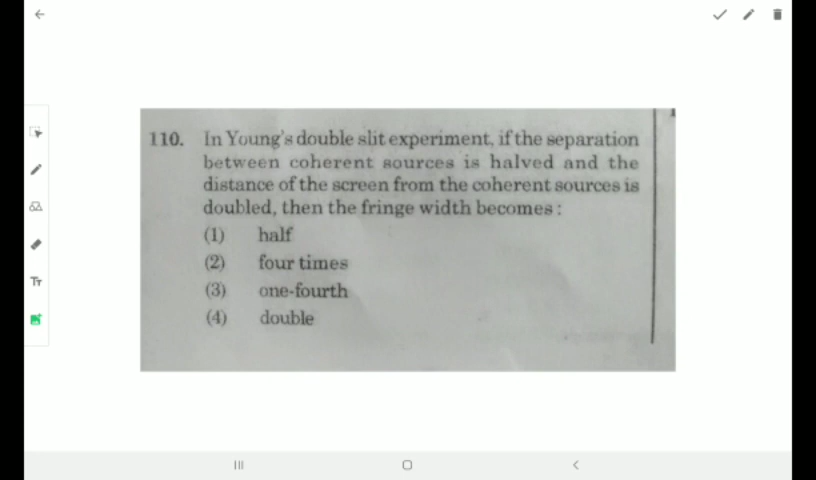 110. In Young's double slit experiment, if the separation
between coherent sources is halved and the
distance of the screen from the coherent sources is
doubled, then the fringe width becomes :
(1) half
(2) four times
(3) one-fourth
(4) double
Tт